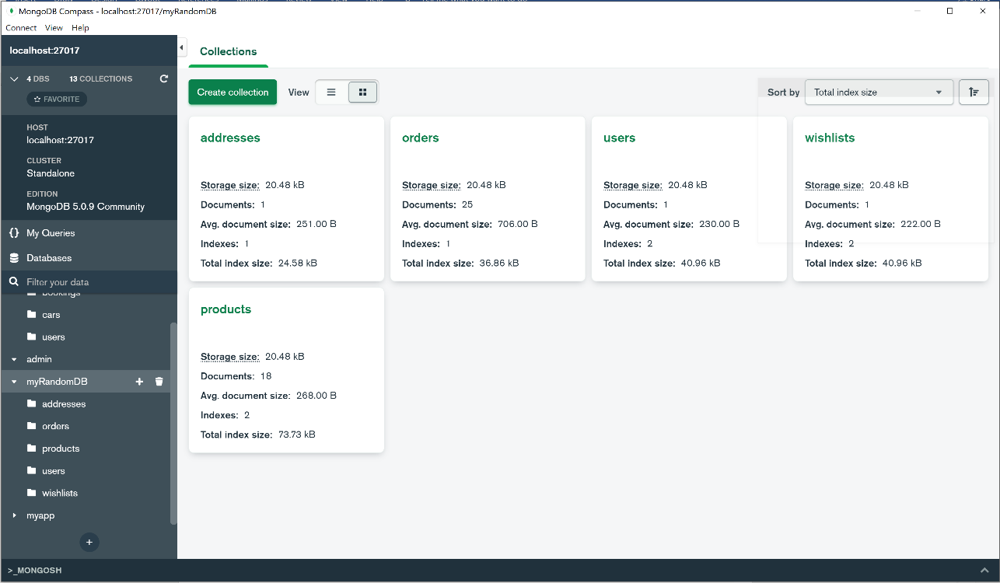 MongoDB Compass - localhost:27017/myRandomDB
Connect View Help
localhost:27017
4 DBS 13 COLLECTIONS
FAVORITE
HOST
localhost:27017
CLUSTER
Standalone
EDITION
MongoDB 5.0.9 Community
{} My Queries
Databases
Filter your data
bookings
cars
users
admin
myRandomDB
addresses
orders
products
users
wishlists
myapp
+
>_MONGOSH
Collections
Create collection View Sort by Total index size
addresses
Storage size: 20.48 kB
Documents: 1
Avg. document size: 251.00 B
Indexes: 1
Total index size: 24.58 kB
orders
Storage size: 20.48 kB
Documents: 25
Avg. document size: 706.00 B
Indexes: 1
Total index size: 36.86 kB
users
Storage size: 20.48 kB
Documents: 1
Avg. document size: 230.00 B
Indexes: 2
Total index size: 40.96 kB
wishlists
Storage size: 20.48 kB
Documents: 1
Avg. document size: 222.00 B
Indexes: 2
Total index size: 40.96 kB
products
Storage size: 20.48 kB
Documents: 18
Avg. document size: 268.00 B
Indexes: 2
Total index size: 73.73 kB